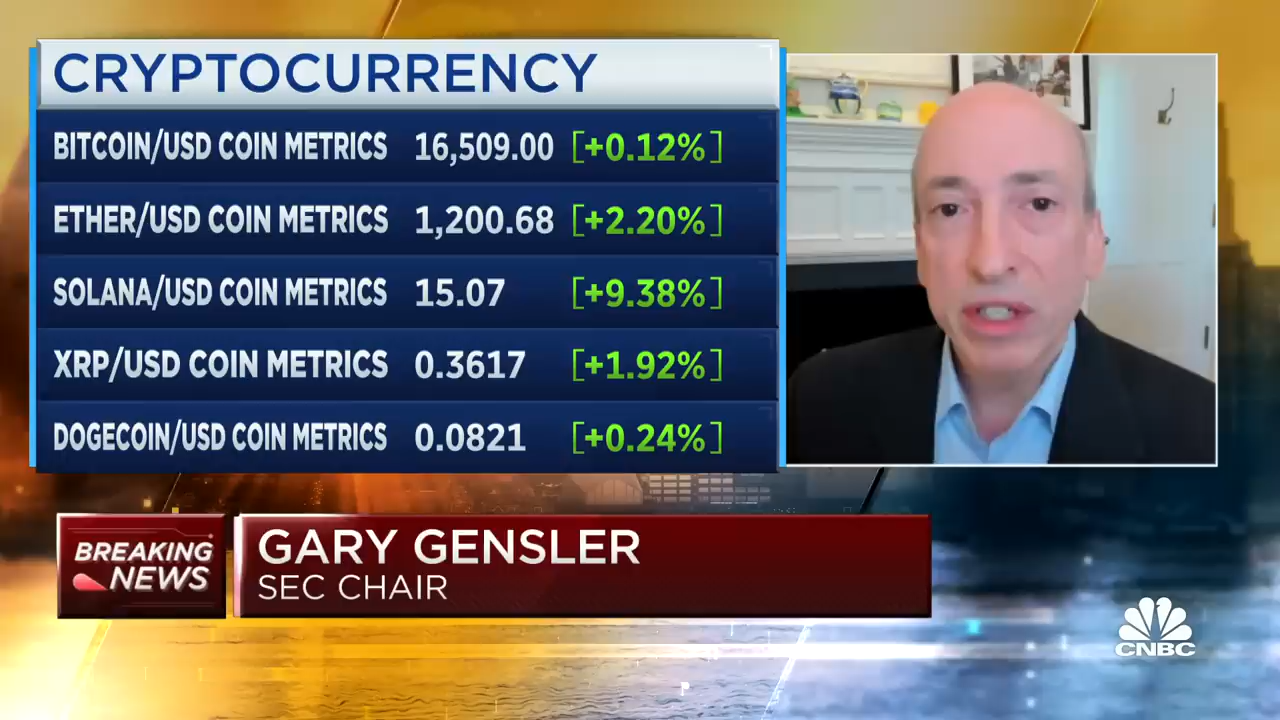 CRYPTOCURRENCY
BITCOIN/USD COIN METRICS 16,509.00 [+0.12%]
ETHER/USD COIN METRICS 1,200.68 [+2.20%]
SOLANA/USD COIN METRICS 15.07 [+9.38%]
XRP/USD COIN METRICS 0.3617 [+1.92%]
DOGECOIN/USD COIN METRICS 0.0821 [+0.24%]
BREAKING
NEWS
GARY GENSLER
SEC CHAIR
CNBC